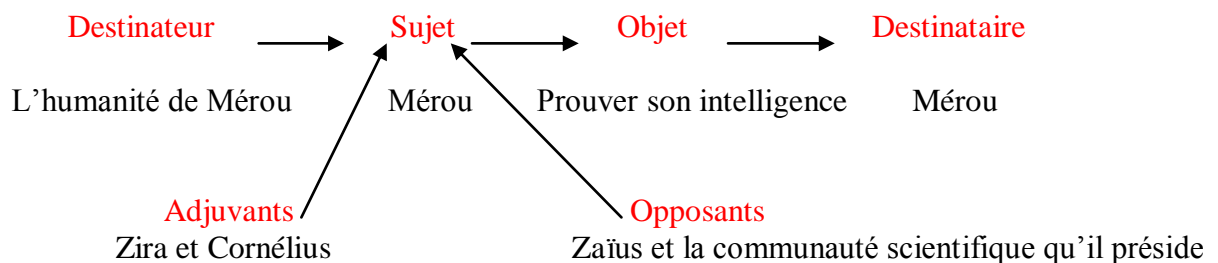 Destinateur Sujet Objet Destinataire
L’humanité de Mérou Mérou Prouver son intelligence Mérou
Adjuvants Opposants
Zira et Cornélius Zaïus et la communauté scientifique qu’il préside